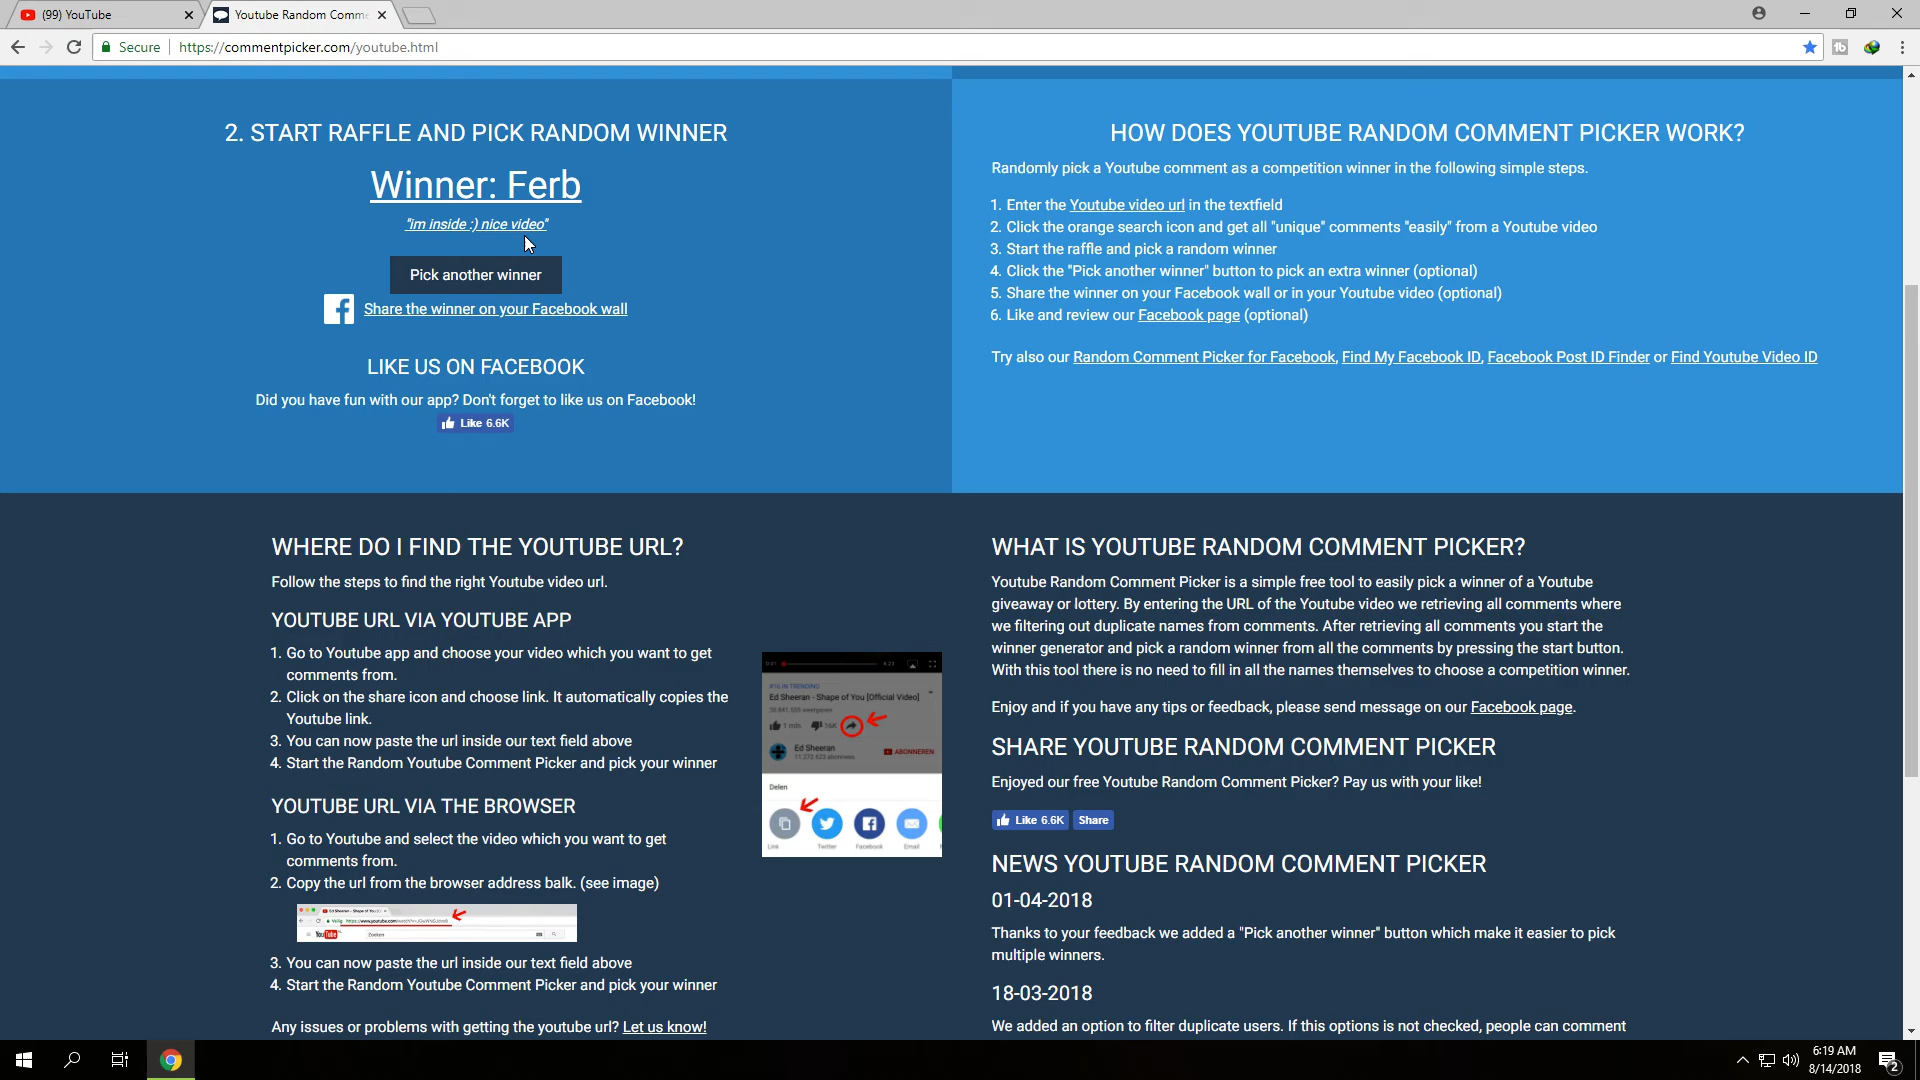 (99) YouTube
Youtube Random Comme
Secure
https://commentpicker.com/youtube.html
2. START RAFFLE AND PICK RANDOM WINNER
Winner: Ferb
"im inside :) nice video"
Pick another winner
Share the winner on your Facebook wall
LIKE US ON FACEBOOK
Did you have fun with our app? Don't forget to like us on Facebook!
Like 6.6K
HOW DOES YOUTUBE RANDOM COMMENT PICKER WORK?
Randomly pick a Youtube comment as a competition winner in the following simple steps.
1. Enter the Youtube video url in the textfield
2. Click the orange search icon and get all "unique" comments "easily" from a Youtube video
3. Start the raffle and pick a random winner
4. Click the "Pick another winner" button to pick an extra winner (optional)
5. Share the winner on your Facebook wall or in your Youtube video (optional)
6. Like and review our Facebook page (optional)
Try also our Random Comment Picker for Facebook, Find My Facebook ID, Facebook Post ID Finder or Find Youtube Video ID
WHERE DO I FIND THE YOUTUBE URL?
Follow the steps to find the right Youtube video url.
YOUTUBE URL VIA YOUTUBE APP
1. Go to Youtube app and choose your video which you want to get
comments from.
2. Click on the share icon and choose link. It automatically copies the
Youtube link.
3. You can now paste the url inside our text field above
4. Start the Random Youtube Comment Picker and pick your winner
#16 IN TRENDING
Ed Sheeran - Shape of You [Official Video]
1 mln.
16K
Ed Sheeran
ABONNEREN
Delen
Link
Twitter
Facebook
Email
YOUTUBE URL VIA THE BROWSER
1. Go to Youtube and select the video which you want to get
comments from.
2. Copy the url from the browser address balk. (see image)
Ed Sheeran - Shape of You
YouTube
Zoeken
3. You can now paste the url inside our text field above
4. Start the Random Youtube Comment Picker and pick your winner
Any issues or problems with getting the youtube url? Let us know!
WHAT IS YOUTUBE RANDOM COMMENT PICKER?
Youtube Random Comment Picker is a simple free tool to easily pick a winner of a Youtube
giveaway or lottery. By entering the URL of the Youtube video we retrieving all comments where
we filtering out duplicate names from comments. After retrieving all comments you start the
winner generator and pick a random winner from all the comments by pressing the start button.
With this tool there is no need to fill in all the names themselves to choose a competition winner.
Enjoy and if you have any tips or feedback, please send message on our Facebook page.
SHARE YOUTUBE RANDOM COMMENT PICKER
Enjoyed our free Youtube Random Comment Picker? Pay us with your like!
Like 6.6K
Share
NEWS YOUTUBE RANDOM COMMENT PICKER
01-04-2018
Thanks to your feedback we added a "Pick another winner" button which make it easier to pick
multiple winners.
18-03-2018
We added an option to filter duplicate users. If this options is not checked, people can comment
6:19 AM
8/14/2018
2